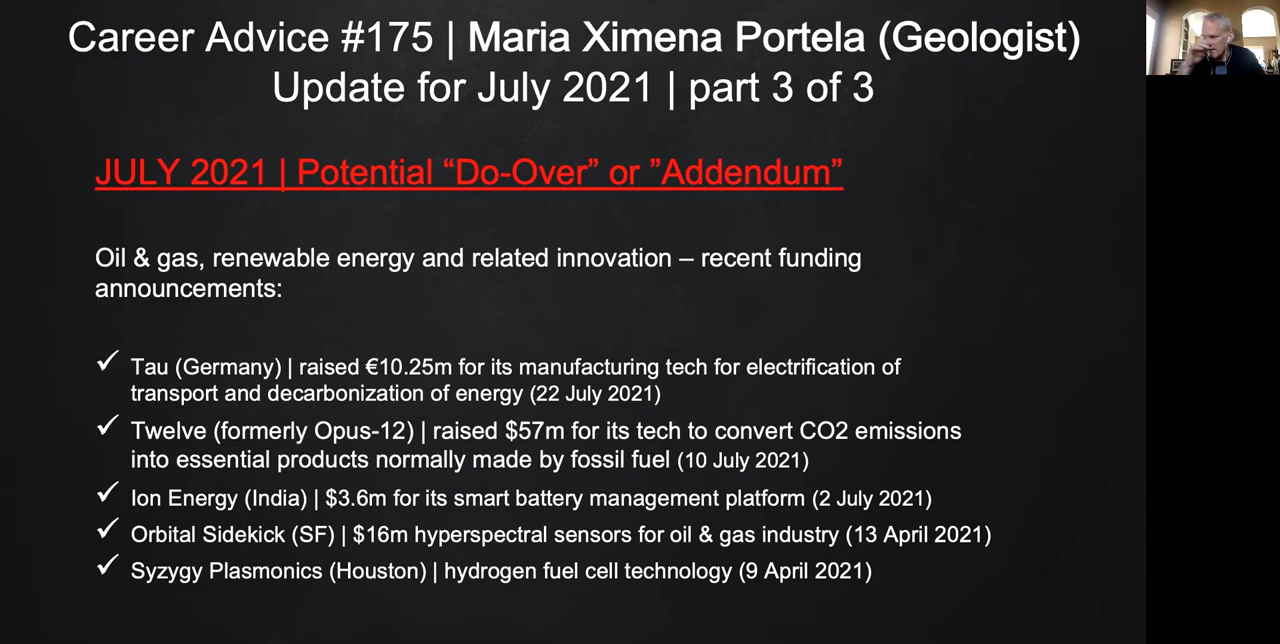 Career Advice #175 | Maria Ximena Portela (Geologist)
Update for July 2021 | part 3 of 3
JULY 2021 | Potential “Do-Over” or ”Addendum”
Oil & gas, renewable energy and related innovation – recent funding
announcements:
✓ Tau (Germany) | raised €10.25m for its manufacturing tech for electrification of
transport and decarbonization of energy (22 July 2021)
✓ Twelve (formerly Opus-12) | raised $57m for its tech to convert CO2 emissions
into essential products normally made by fossil fuel (10 July 2021)
✓ Ion Energy (India) | $3.6m for its smart battery management platform (2 July 2021)
✓ Orbital Sidekick (SF) | $16m hyperspectral sensors for oil & gas industry (13 April 2021)
✓ Syzygy Plasmonics (Houston) | hydrogen fuel cell technology (9 April 2021)